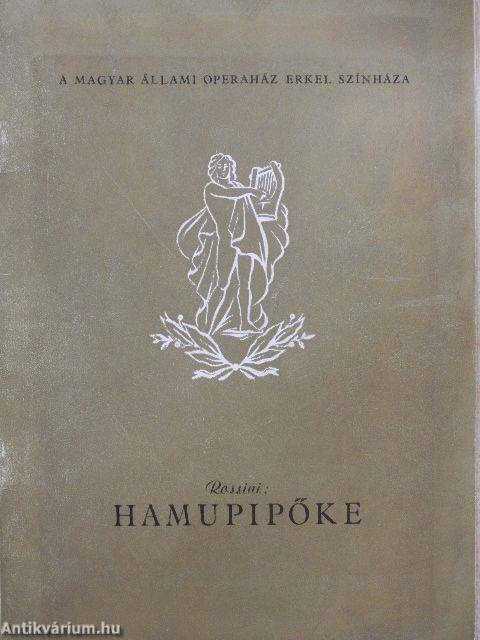 A MAGYAR ÁLLAMI OPERAHÁZ ERKEL SZÍNHÁZA
Rossini:
HAMUPIPŐKE
Antikvárium.hu